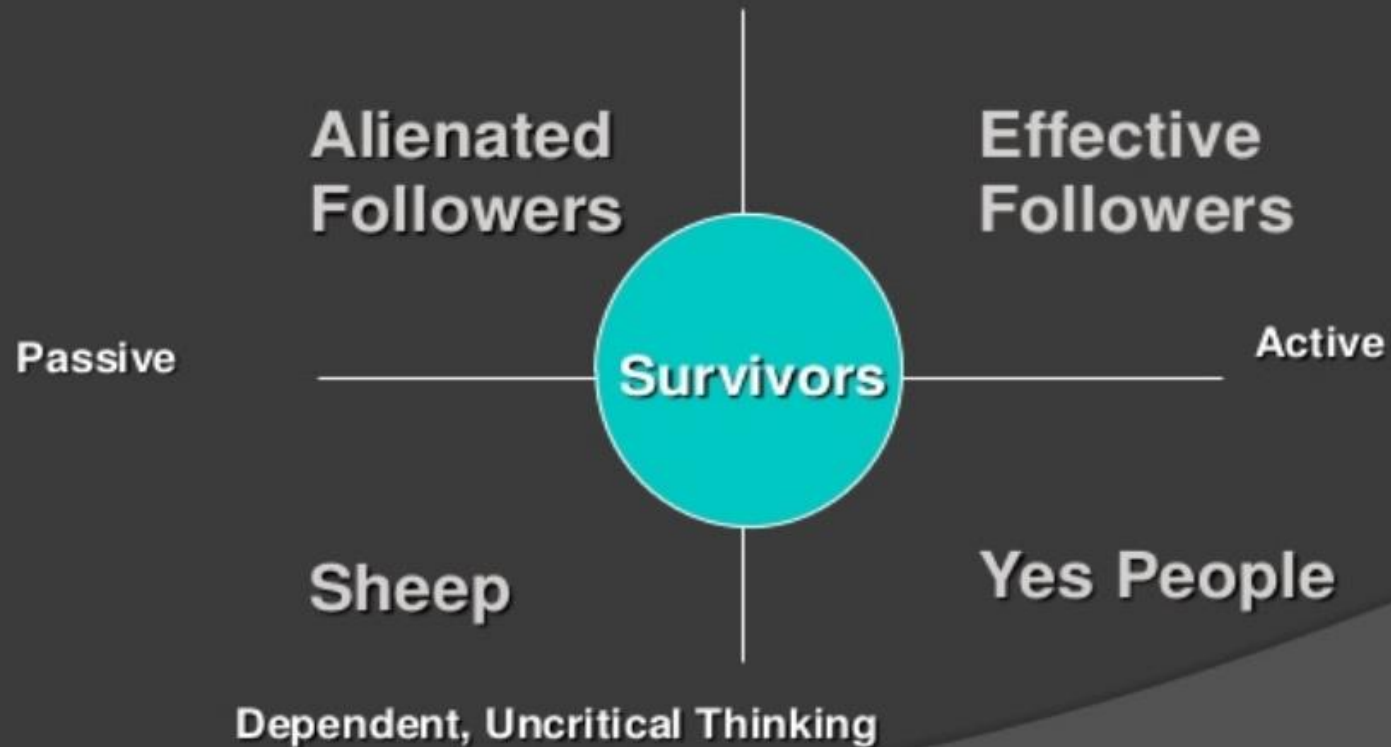 Alienated
Followers
Effective
Followers
Passive
Survivors
Active
Sheep
Yes People
Dependent, Uncritical Thinking